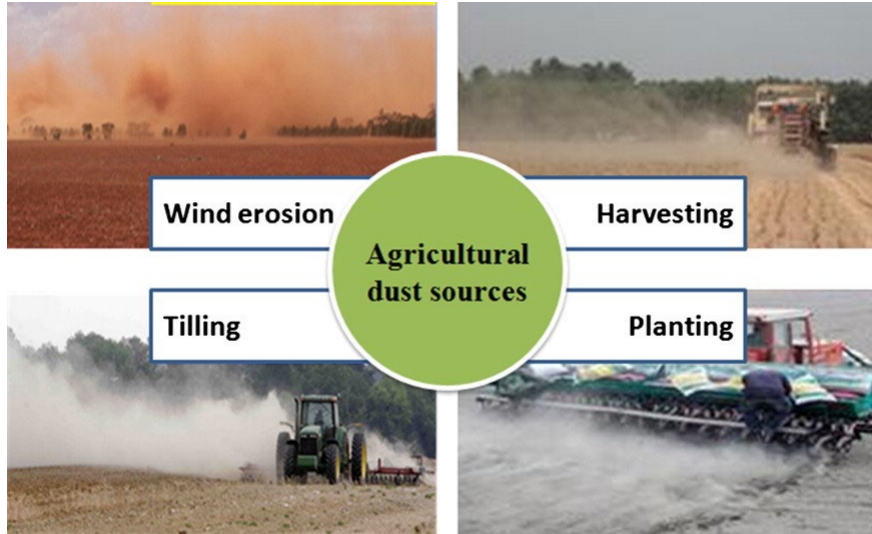 Wind erosion
Harvesting
Agricultural
dust sources
Tilling
Planting